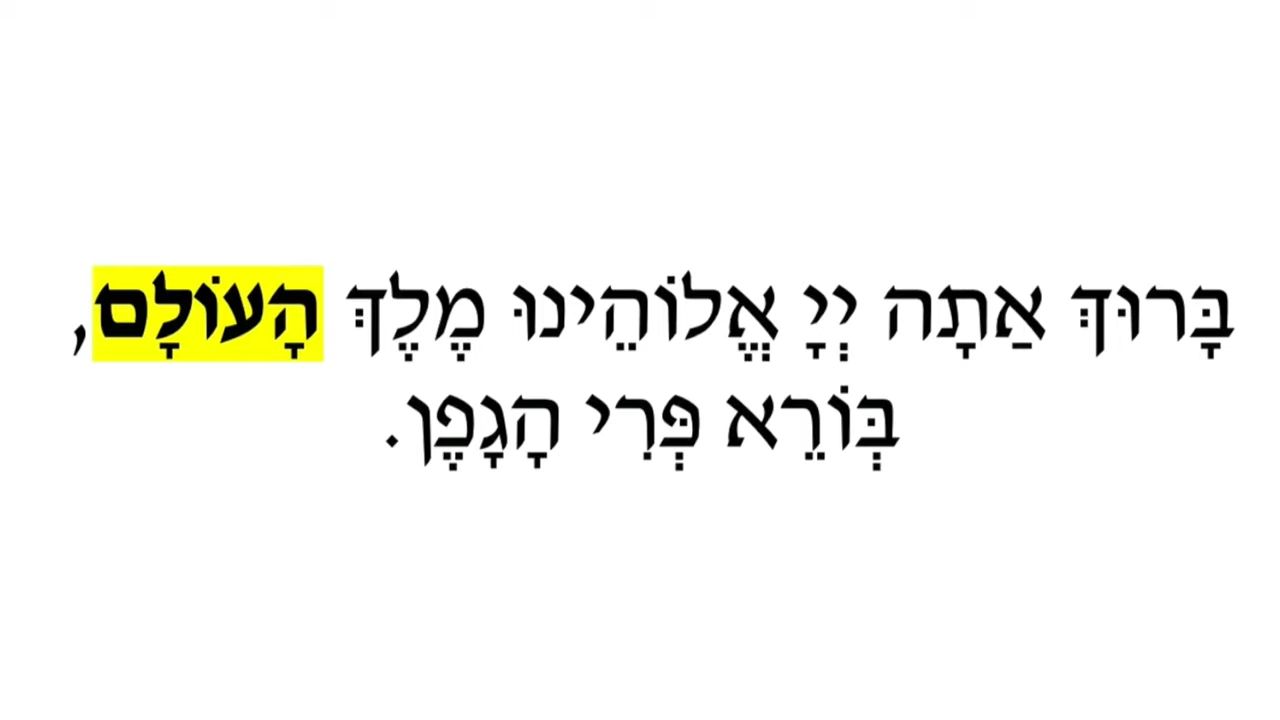 בָּרוּךְ אַתָה יְיָ אֱלוֹהֵינוּ מֶלֶךְ הָעוֹלָם,
בְּוֹרֵא פְּרִי הָגָפֶן.